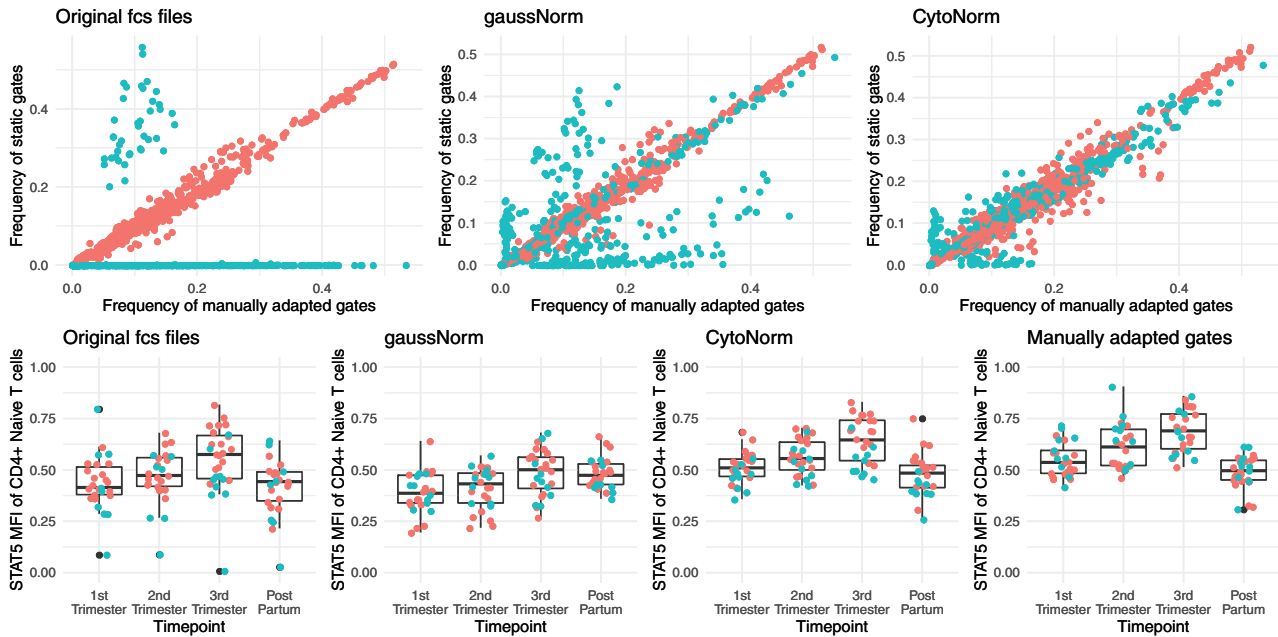 Original fcs files
gaussNorm
CytoNorm
Frequency of static gates
0.4
0.2
0.0
0.0
0.2
0.4
Frequency of manually adapted gates
Frequency of static gates
0.5
0.4
0.3
0.2
0.1
0.0
0.0
0.2
0.4
Frequency of manually adapted gates
Frequency of static gates
0.5
0.4
0.3
0.2
0.1
0.0
0.0
0.2
0.4
Frequency of manually adapted gates
Original fcs files
gaussNorm
CytoNorm
Manually adapted gates
STAT5 MFI of CD4+ Naive T cells
1.00
0.75
0.50
0.25
0.00
1st Trimester
2nd Trimester
3rd Trimester
Post Partum
Timepoint
STAT5 MFI of CD4+ Naive T cells
1.00
0.75
0.50
0.25
0.00
1st Trimester
2nd Trimester
3rd Trimester
Post Partum
Timepoint
STAT5 MFI of CD4+ Naive T cells
1.00
0.75
0.50
0.25
0.00
1st Trimester
2nd Trimester
3rd Trimester
Post Partum
Timepoint
STAT5 MFI of CD4+ Naive T cells
1.00
0.75
0.50
0.25
0.00
1st Trimester
2nd Trimester
3rd Trimester
Post Partum
Timepoint